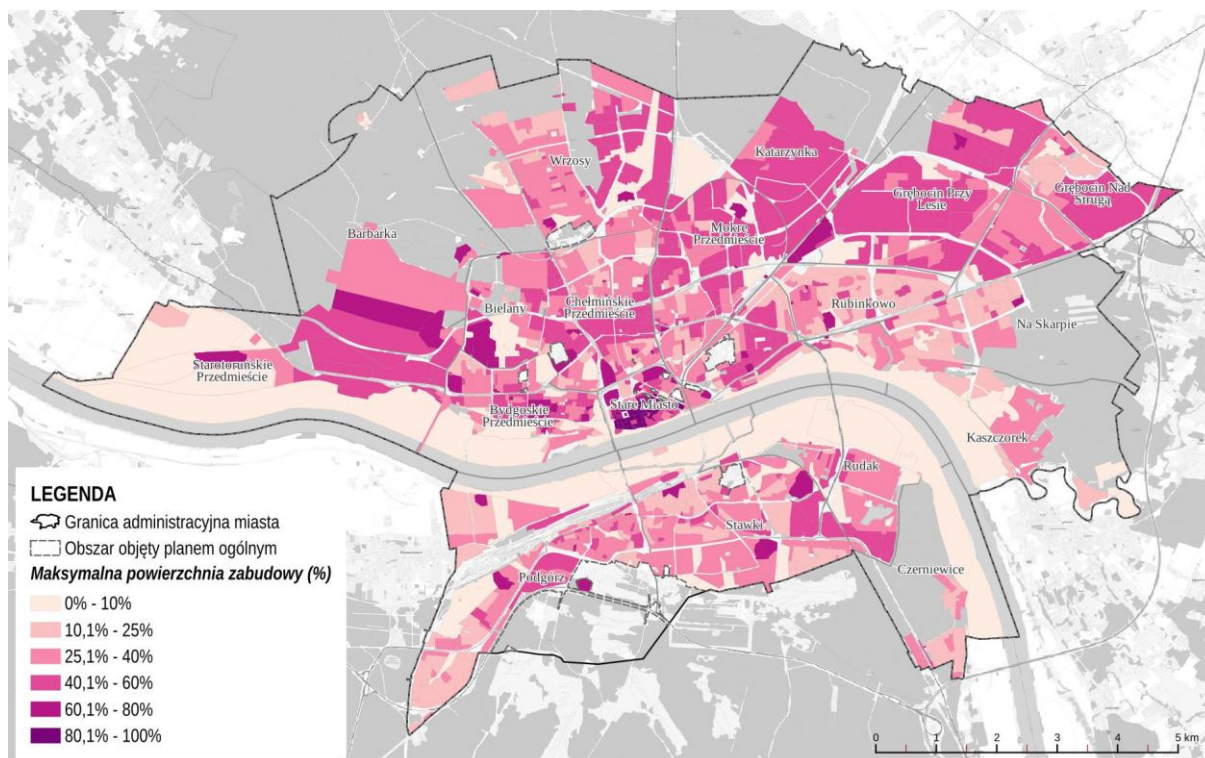 Wrzosy
Katarzynka
Grębocin Przy
Lesie
Grębocin Nad
Strugą
Barbarka
Mokre
Przedmieście
Bielany
Chełmińskie
Przedmieście
Rubinkowo
Na Skarpie
Starotoruńskie
Przedmieście
Bydgoskie
Przedmieście
Stare Miasto
Kaszczorek
Rudak
Stawki
Podgórz
Czerniewice
LEGENDA
Granica administracyjna miasta
Obszar objęty planem ogólnym
Maksymalna powierzchnia zabudowy (%)
0% - 10%
10,1% - 25%
25,1% - 40%
40,1% - 60%
60,1% - 80%
80,1% - 100%
0 1 2 3 4 5 km